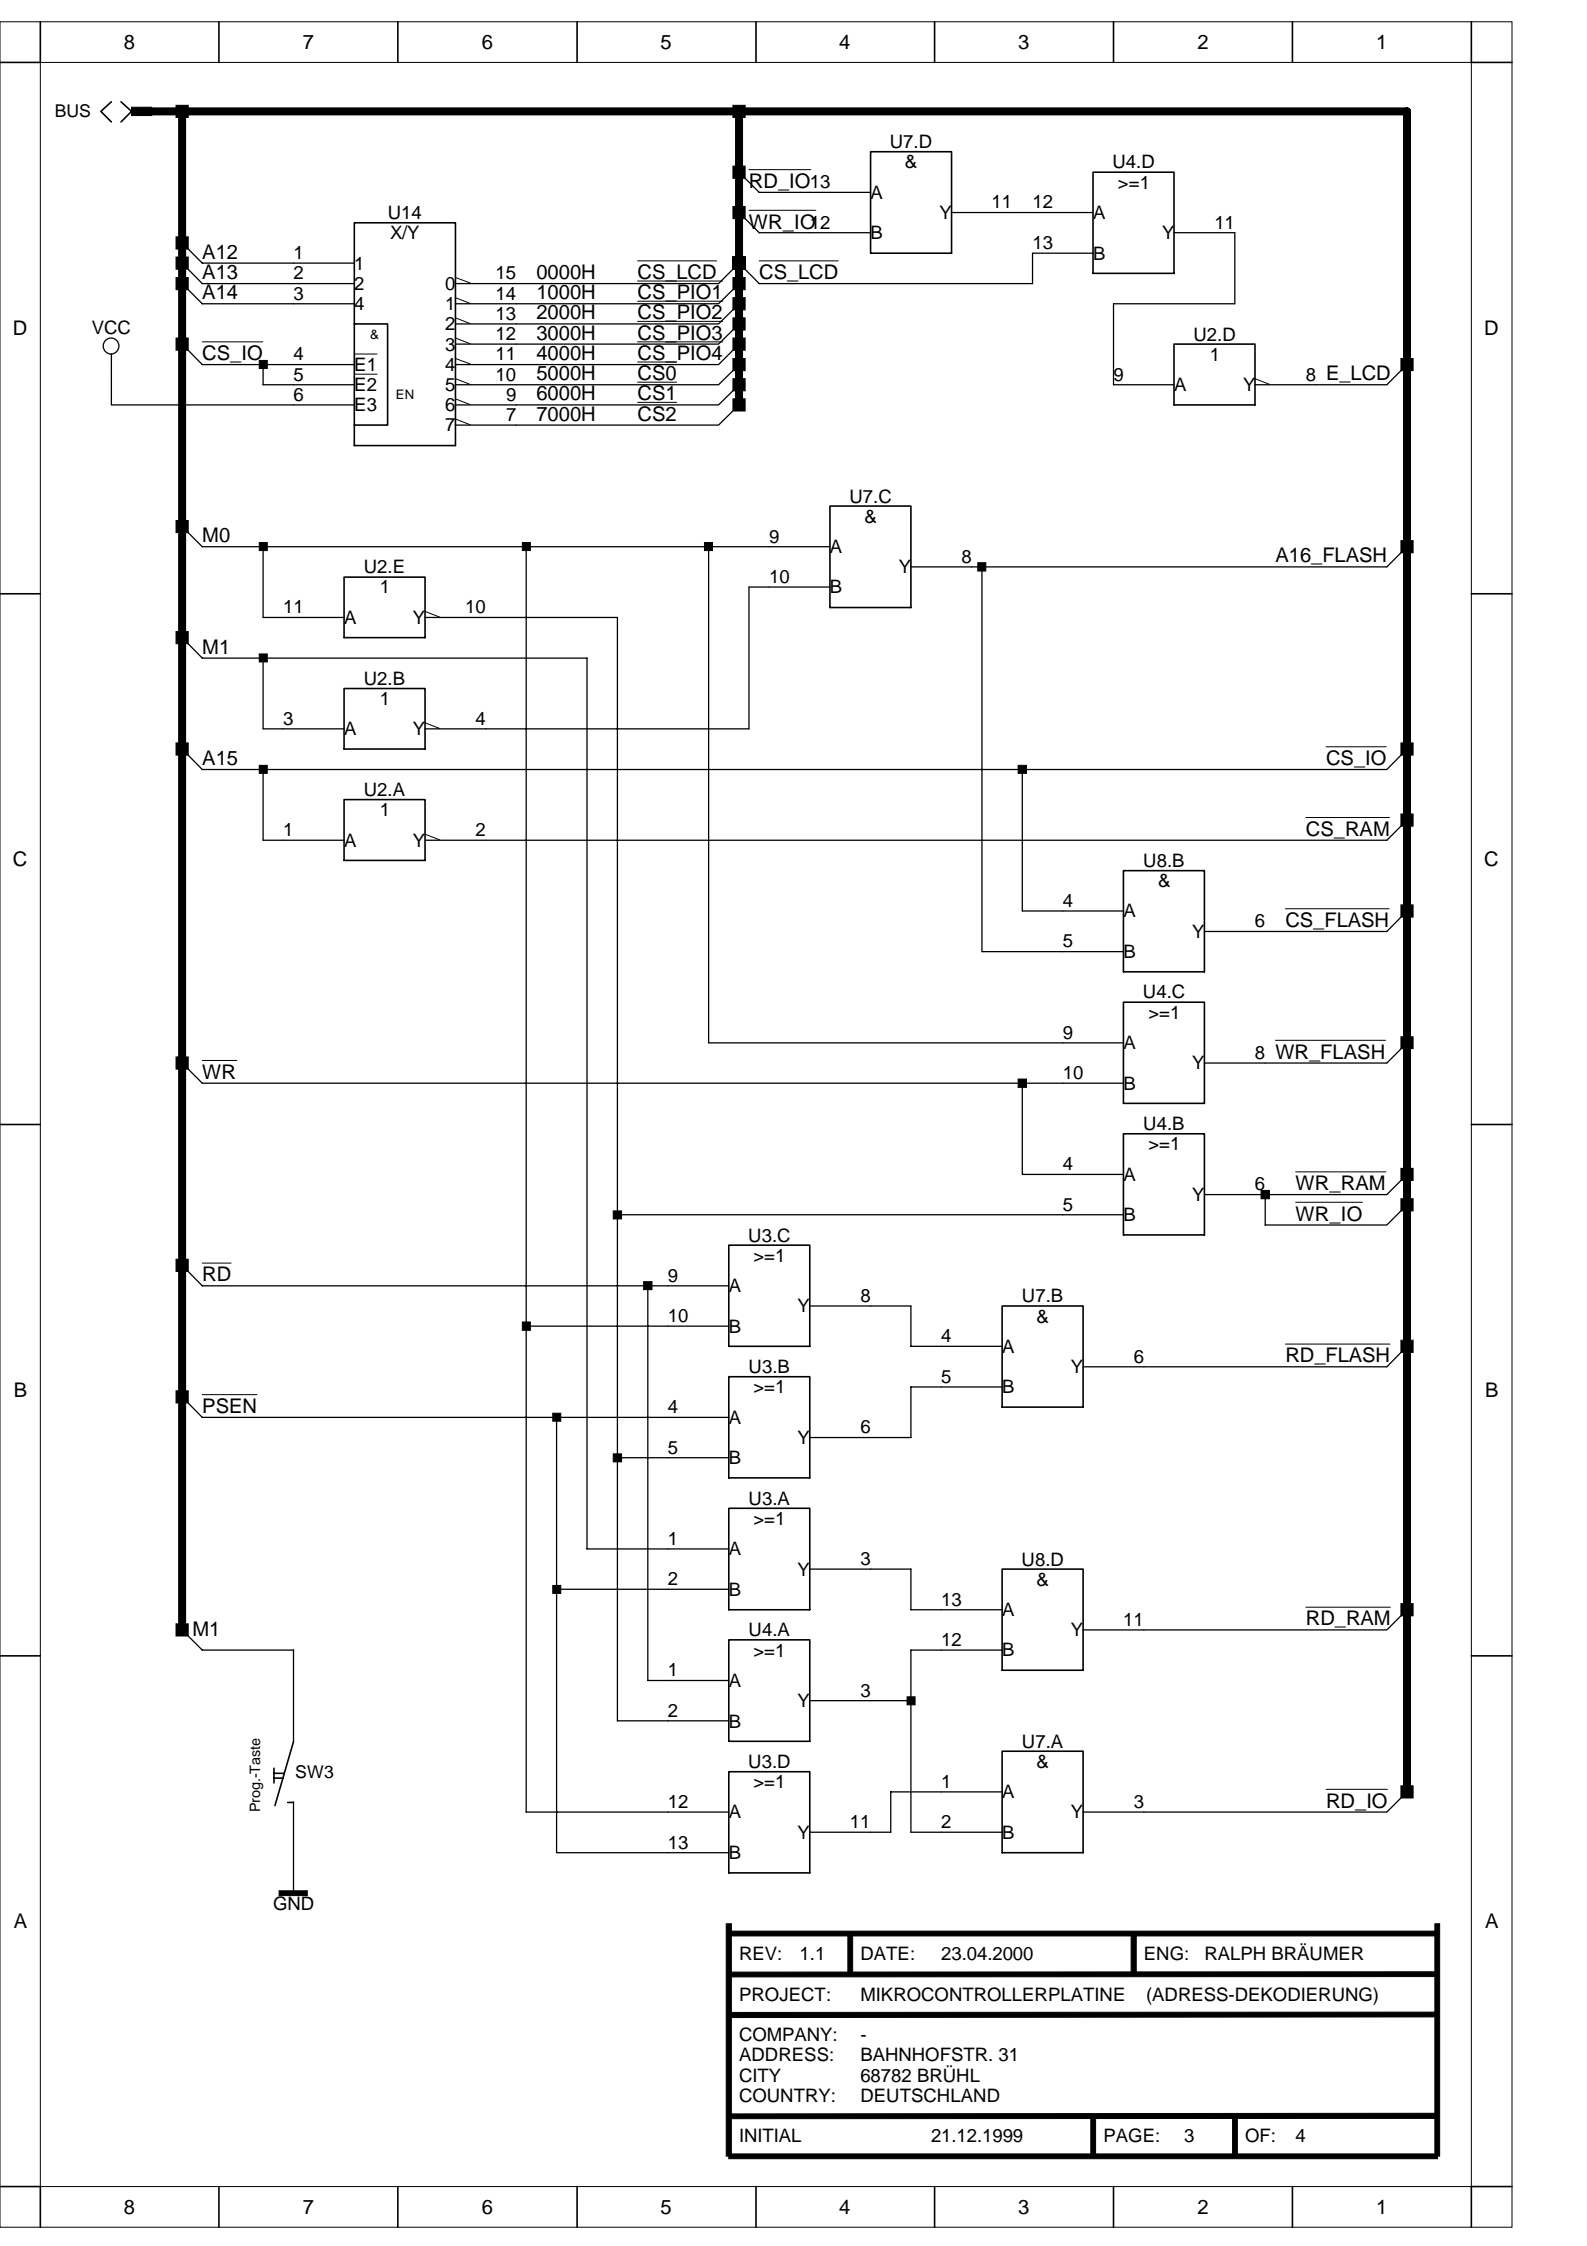 8 7 6 5 4 3 2 1
BUS
U7.D
&
RD_IO 13 A
Y 11
WR_IO 12 B
U4.D
>=1
12 A
Y 11
13 B
CS_LCD
U14
X/Y
A12 1 1
A13 2 2
A14 3 4
VCC
&
CS_IO 4 E1
5 E2
6 E3
EN
0 15 0000H CS_LCD
1 14 1000H CS_PIO1
2 13 2000H CS_PIO2
3 12 3000H CS_PIO3
4 11 4000H CS_PIO4
5 10 5000H CS0
6 9 6000H CS1
7 7 7000H CS2
D D
U2.D
1
9 A Y 8 E_LCD
U7.C
&
M0 9 A
Y 8 A16_FLASH
10 B
U2.E
1
11 A Y 10
M1
U2.B
1
3 A Y 4
A15 CS_IO
U2.A
1
1 A Y 2 CS_RAM
C C
U8.B
&
4 A
Y 6 CS_FLASH
5 B
U4.C
>=1
9 A
Y 8 WR_FLASH
WR 10 B
U4.B
>=1
4 A
Y 6 WR_RAM
5 B WR_IO
U3.C
>=1
RD 9 A
Y 8
10 B
U7.B
&
4 A
Y 6 RD_FLASH
5 B
U3.B
>=1
B B
PSEN 4 A
Y 6
5 B
U3.A
>=1
1 A
Y 3
2 B
U8.D
&
13 A
Y 11 RD_RAM
12 B
M1
U4.A
>=1
1 A
Y 3
2 B
U7.A
&
1 A
Y 3 RD_IO
2 B
U3.D
>=1
12 A
Y 11
13 B
Prog.-Taste
SW3
GND
A A
REV: 1.1 DATE: 23.04.2000 ENG: RALPH BRÄUMER
PROJECT: MIKROCONTROLLERPLATINE (ADRESS-DEKODIERUNG)
COMPANY: -
ADDRESS: BAHNHOFSTR. 31
CITY 68782 BRÜHL
COUNTRY: DEUTSCHLAND
INITIAL 21.12.1999 PAGE: 3 OF: 4
8 7 6 5 4 3 2 1